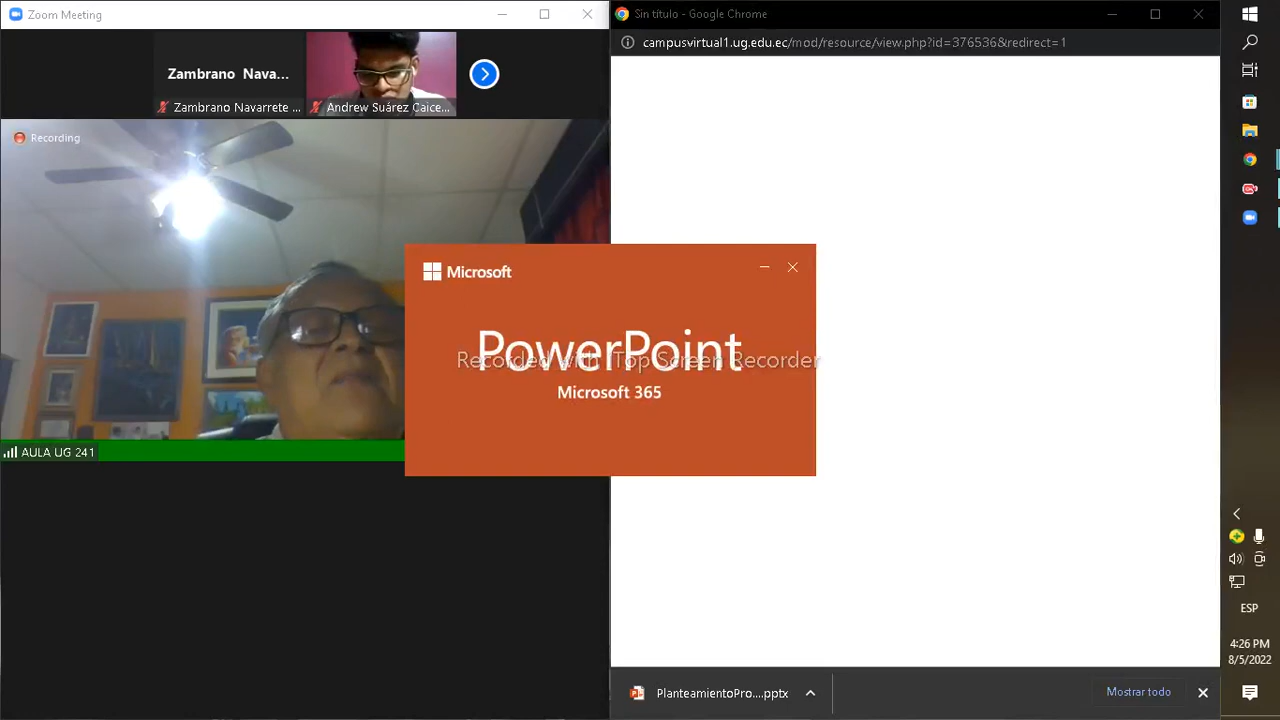 Zoom Meeting
Zambrano Nava...
Zambrano Navarrete ...
Andrew Suárez Caice...
Recording
AULA UG 241
Sin título - Google Chrome
campusvirtual1.ug.edu.ec/mod/resource/view.php?id=376536&redirect=1
Microsoft
PowerPoint
Recorded with iTop Screen Recorder
Microsoft 365
PlanteamientoPro....pptx
Mostrar todo
ESP
4:26 PM
8/5/2022